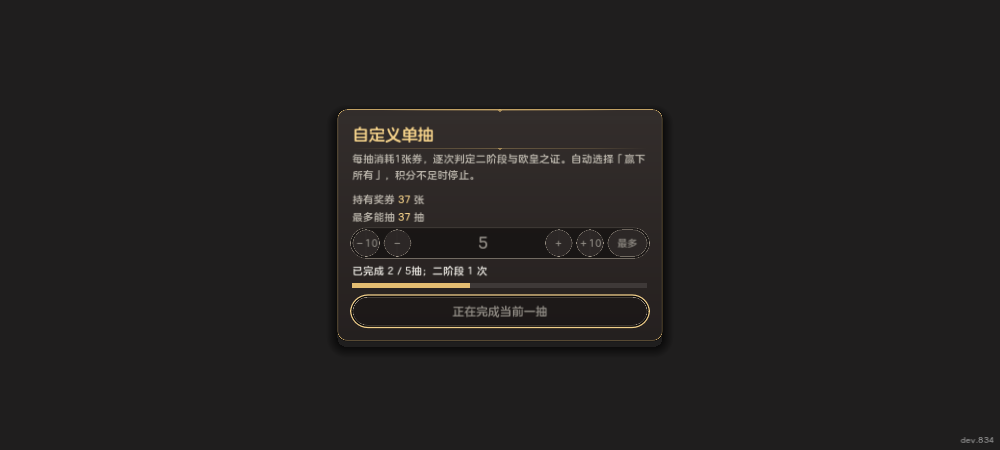 自定义单抽
每抽消耗1张券，逐次判定二阶段与欧皇之证。自动选择「赢下
所有」，积分不足时停止。
持有奖券 37 张
最多能抽 37 抽
−10 − 5 + +10 最多
已完成 2 / 5抽；二阶段 1 次
正在完成当前一抽
dev.834